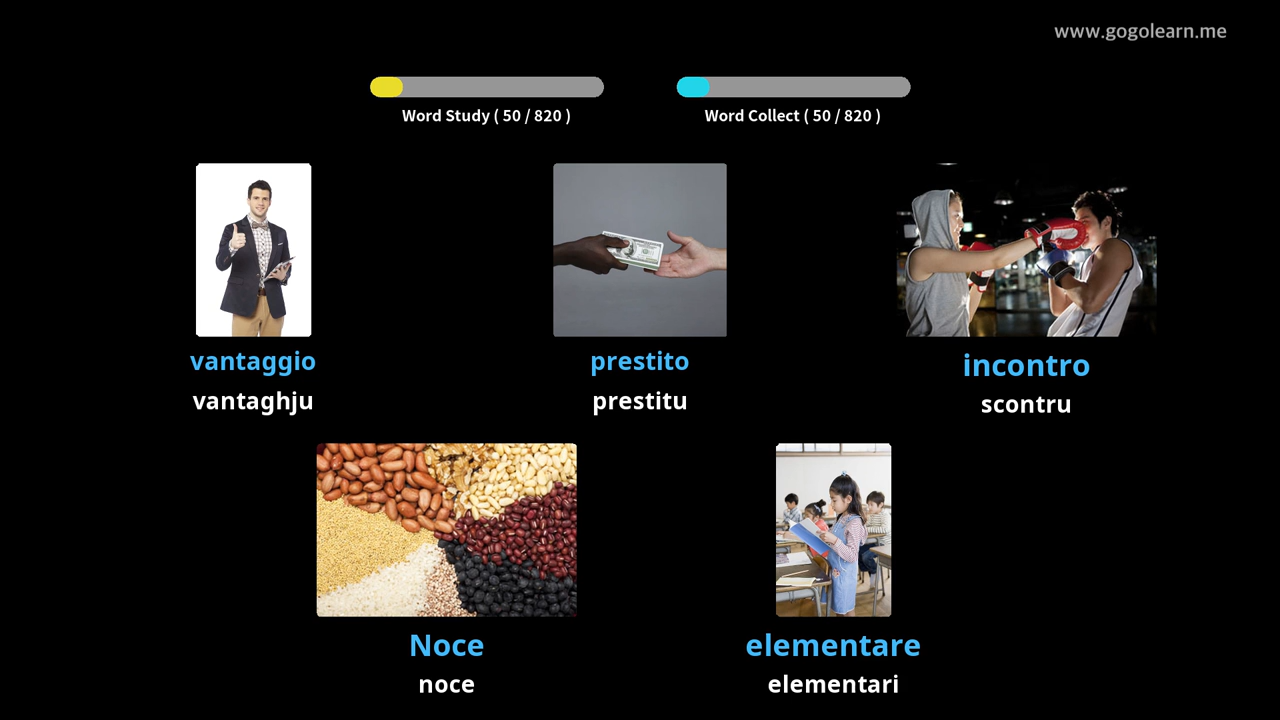 www.gogolearn.me
Word Study ( 50 / 820 )
Word Collect ( 50 / 820 )
vantaggio
vantaghju
prestito
prestitu
incontro
scontru
Noce
noce
elementare
elementari